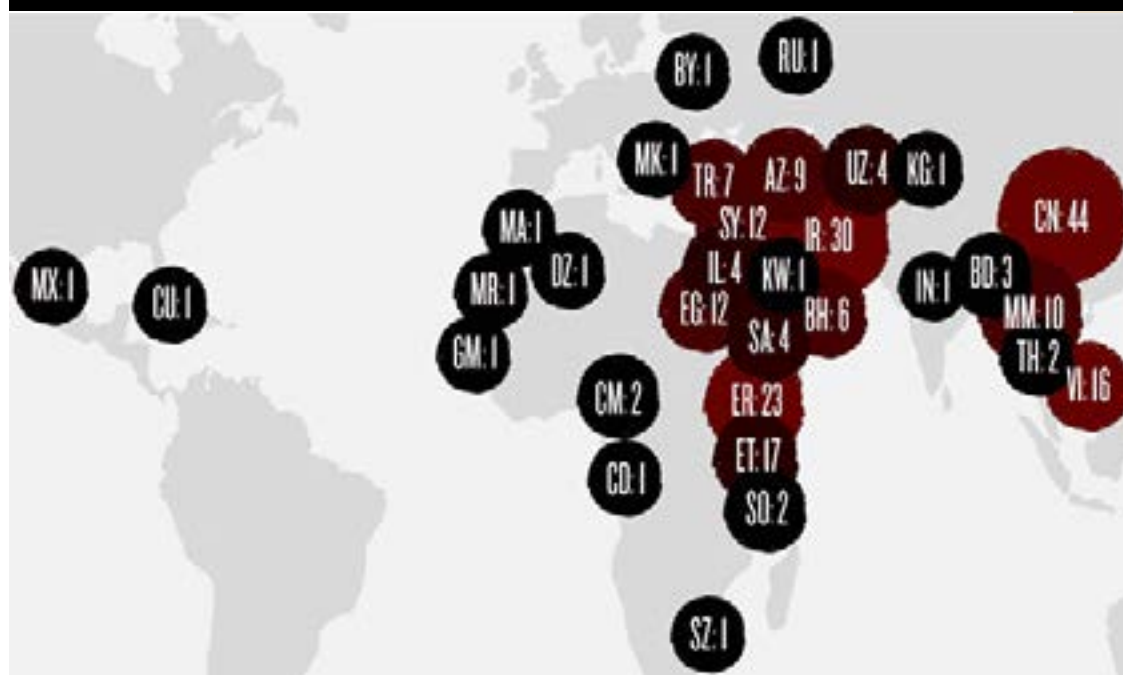 BY: 1
RU: 1
MK: 1
TR: 7
AZ: 9
UZ: 4
KG: 1
CN: 44
MA: 1
SY: 12
IR: 30
MX: 1
CU: 1
MR: 1
DZ: 1
IL: 4
KW: 1
IN: 1
BD: 3
EG: 12
BH: 6
MM: 10
SA: 4
GM: 1
TH: 2
VI: 16
CM: 2
ER: 23
CD: 1
ET: 17
SO: 2
SZ: 1